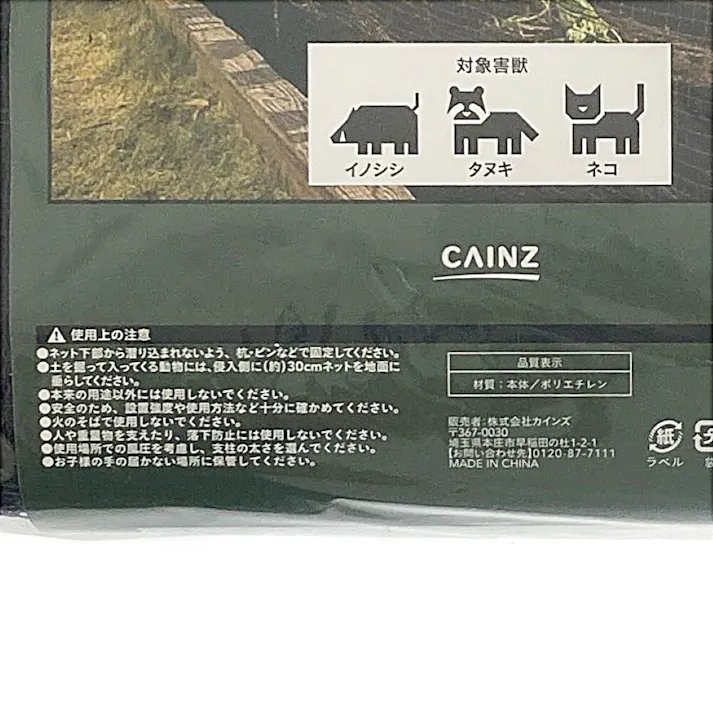 対象害獣
イノシシ
タヌキ
ネコ
CAINZ
使用上の注意
●ネット下部から潜り込まれないよう、杭・ピンなどで固定してください。
●土を掘って入ってくる動物には、侵入側に(約)30cmネットを地面に
垂らしてください。
●本来の用途以外には使用しないでください。
●安全のため、設置強度や使用方法など十分に確かめてください。
●火のそばで使用しないでください。
●人や重量物を支えたり、落下防止には使用しないでください。
●使用場所での風圧を考慮し、支柱の太さを選んでください。
●お子様の手の届かない場所に保管してください。
品質表示
材質：本体／ポリエチレン
販売者：株式会社カインズ
〒367-0030
埼玉県本庄市早稲田の杜1-2-1
【お問い合わせ先】0120-87-7111
MADE IN CHINA
紙
ラベル
袋